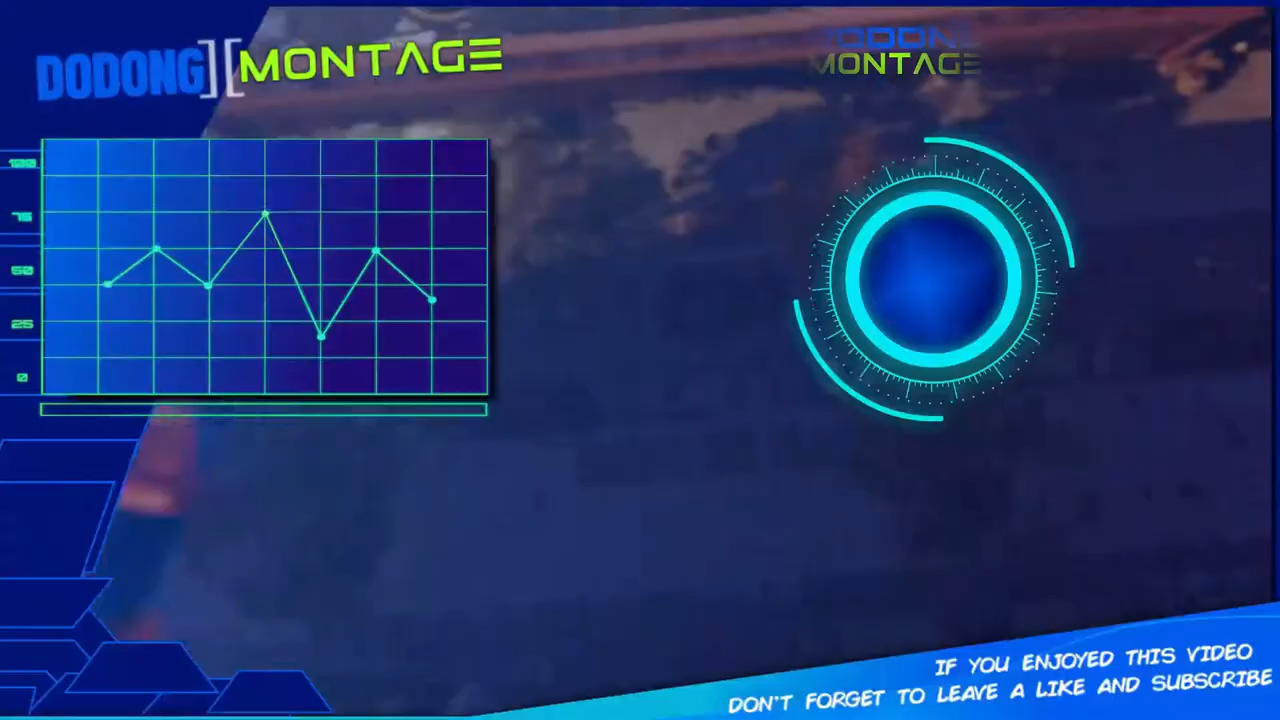 DODONG][MONTAGE
DODONG
MONTAGE
100
75
50
25
0
IF YOU ENJOYED THIS VIDEO
DON'T FORGET TO LEAVE A LIKE AND SUBSCRIBE